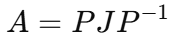 A = PJP⁻¹